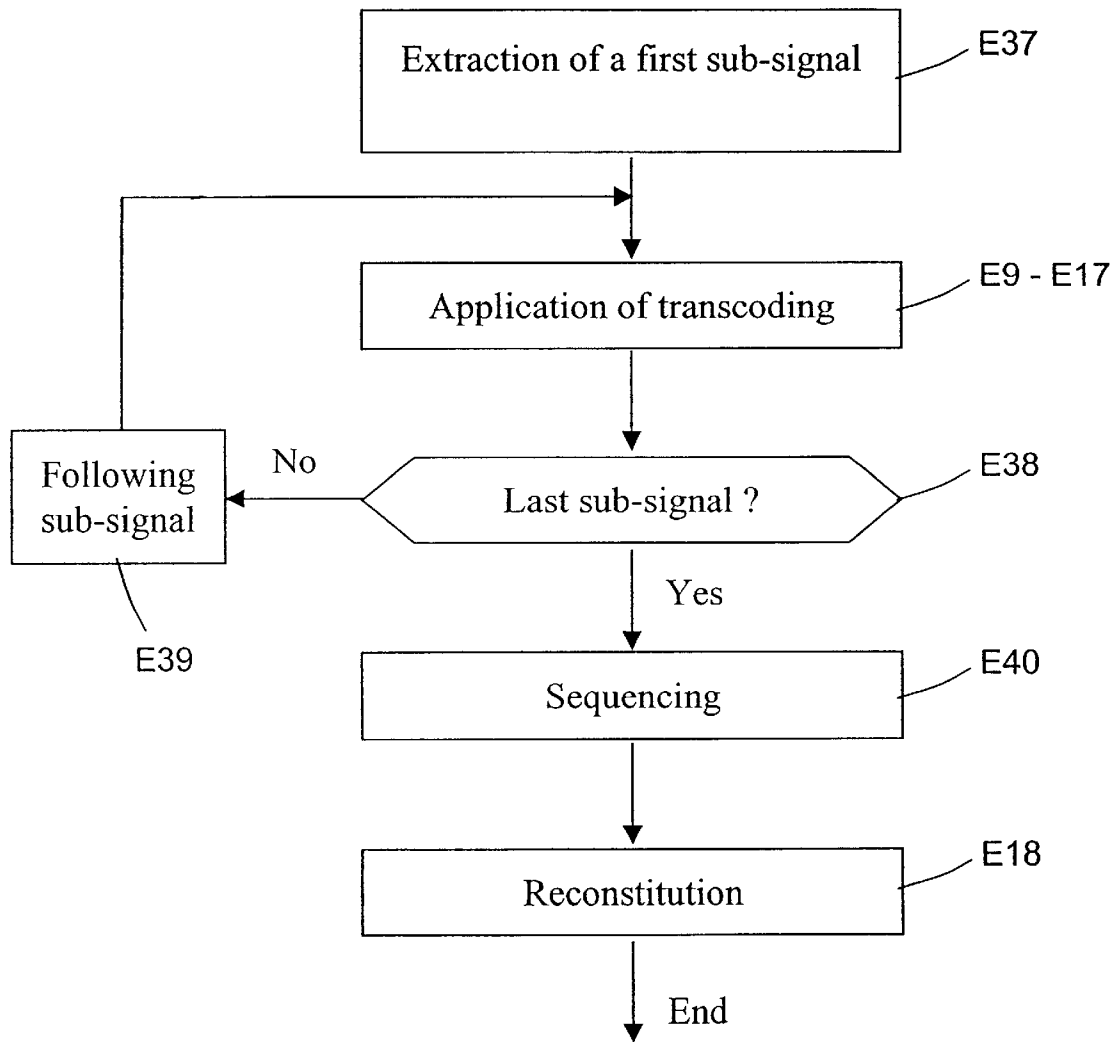 Extraction of a first sub-signal
E37
Application of transcoding
E9 - E17
Following
sub-signal
No
Last sub-signal ?
E38
Yes
E39
Sequencing
E40
Reconstitution
E18
End